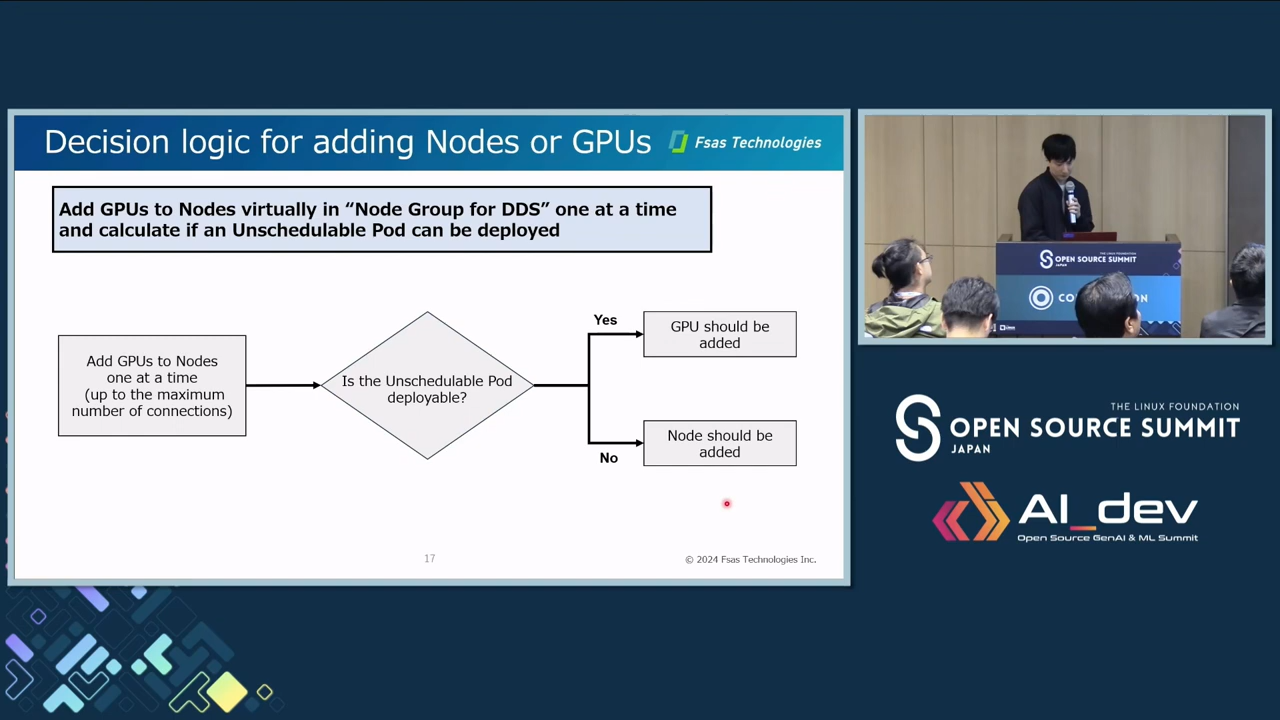 Decision logic for adding Nodes or GPUs
Fsas Technologies
Add GPUs to Nodes virtually in “Node Group for DDS” one at a time
and calculate if an Unschedulable Pod can be deployed
Add GPUs to Nodes
one at a time
(up to the maximum
number of connections)
Is the Unschedulable Pod
deployable?
Yes
GPU should be
added
No
Node should be
added
17
© 2024 Fsas Technologies Inc.
THE LINUX FOUNDATION
OPEN SOURCE SUMMIT
JAPAN
THE LINUX FOUNDATION
OPEN SOURCE SUMMIT
JAPAN
AI_dev
Open Source GenAI & ML Summit